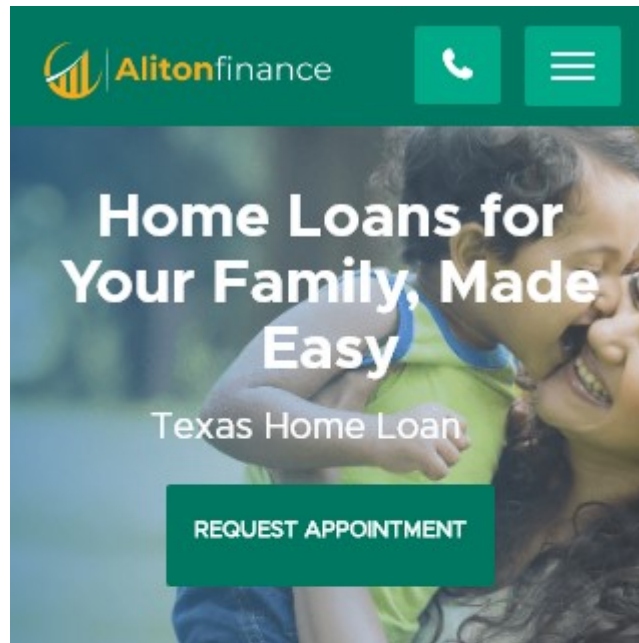 Alitonfinance
Home Loans for
Your Family, Made
Easy
Texas Home Loan
REQUEST APPOINTMENT